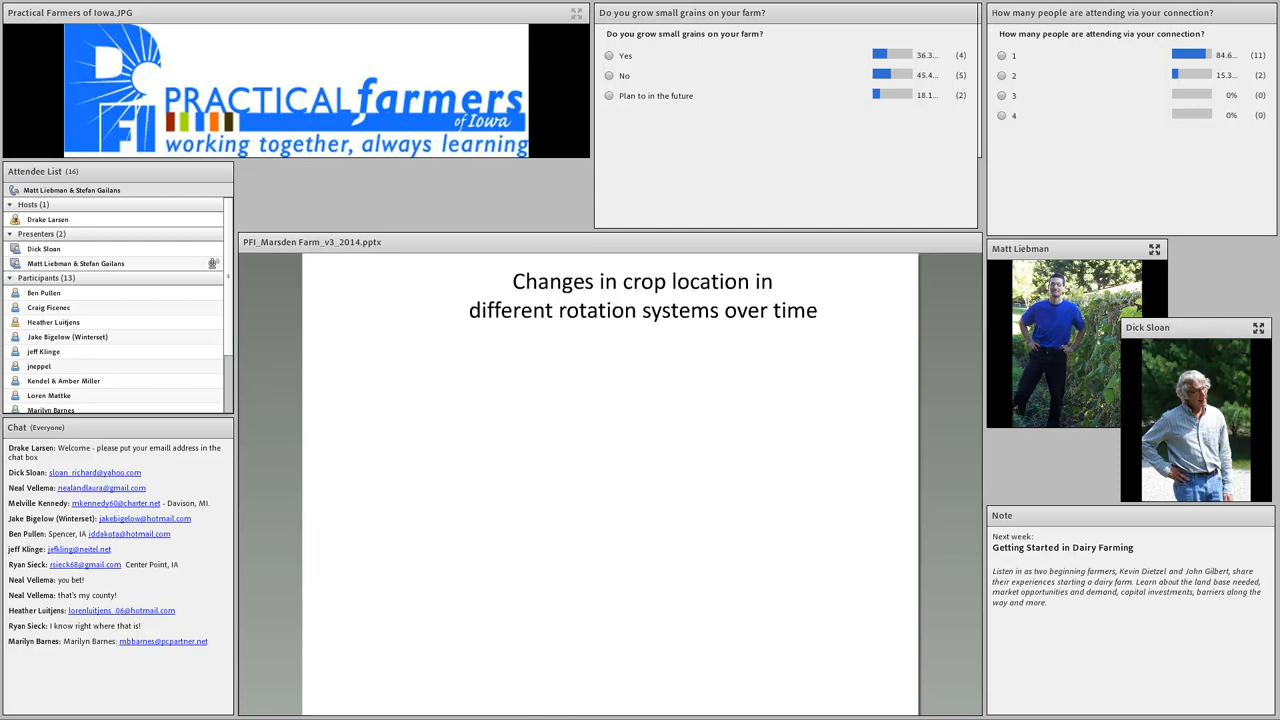 Practical Farmers of Iowa.JPG
PRACTICAL farmers
of Iowa
working together, always learning
Do you grow small grains on your farm?
Do you grow small grains on your farm?
Yes 36.3... (4)
No 45.4... (5)
Plan to in the future 18.1... (2)
How many people are attending via your connection?
How many people are attending via your connection?
1 84.6... (11)
2 15.3... (2)
3 0% (0)
4 0% (0)
Attendee List (16)
Matt Liebman & Stefan Gailans
Hosts (1)
Drake Larsen
Presenters (2)
Dick Sloan
Matt Liebman & Stefan Gailans
Participants (13)
Ben Pullen
Craig Ficenec
Heather Luitjens
Jake Bigelow (Winterset)
jeff Klinge
jneppel
Kendel & Amber Miller
Loren Mattke
Marilyn Barnes
Chat (Everyone)
Drake Larsen: Welcome - please put your emaill address in the
chat box
Dick Sloan: sloan_richard@yahoo.com
Neal Vellema: nealandlaura@gmail.com
Melville Kennedy: mkennedy60@charter.net - Davison, MI.
Jake Bigelow (Winterset): jakebigelow@hotmail.com
Ben Pullen: Spencer, IA iddakota@hotmail.com
jeff Klinge: jefkling@neitel.net
Ryan Sieck: rsieck68@gmail.com Center Point, IA
Neal Vellema: you bet!
Neal Vellema: that's my county!
Heather Luitjens: lorenluitjens_06@hotmail.com
Ryan Sieck: I know right where that is!
Marilyn Barnes: Marilyn Barnes: mbbarnes@pcpartner.net
PFI_Marsden Farm_v3_2014.pptx
Changes in crop location in
different rotation systems over time
Matt Liebman
Dick Sloan
Note
Next week:
Getting Started in Dairy Farming
Listen in as two beginning farmers, Kevin Dietzel and John Gilbert, share
their experiences starting a dairy farm. Learn about the land base needed,
market opportunities and demand, capital investments, barriers along the
way and more.